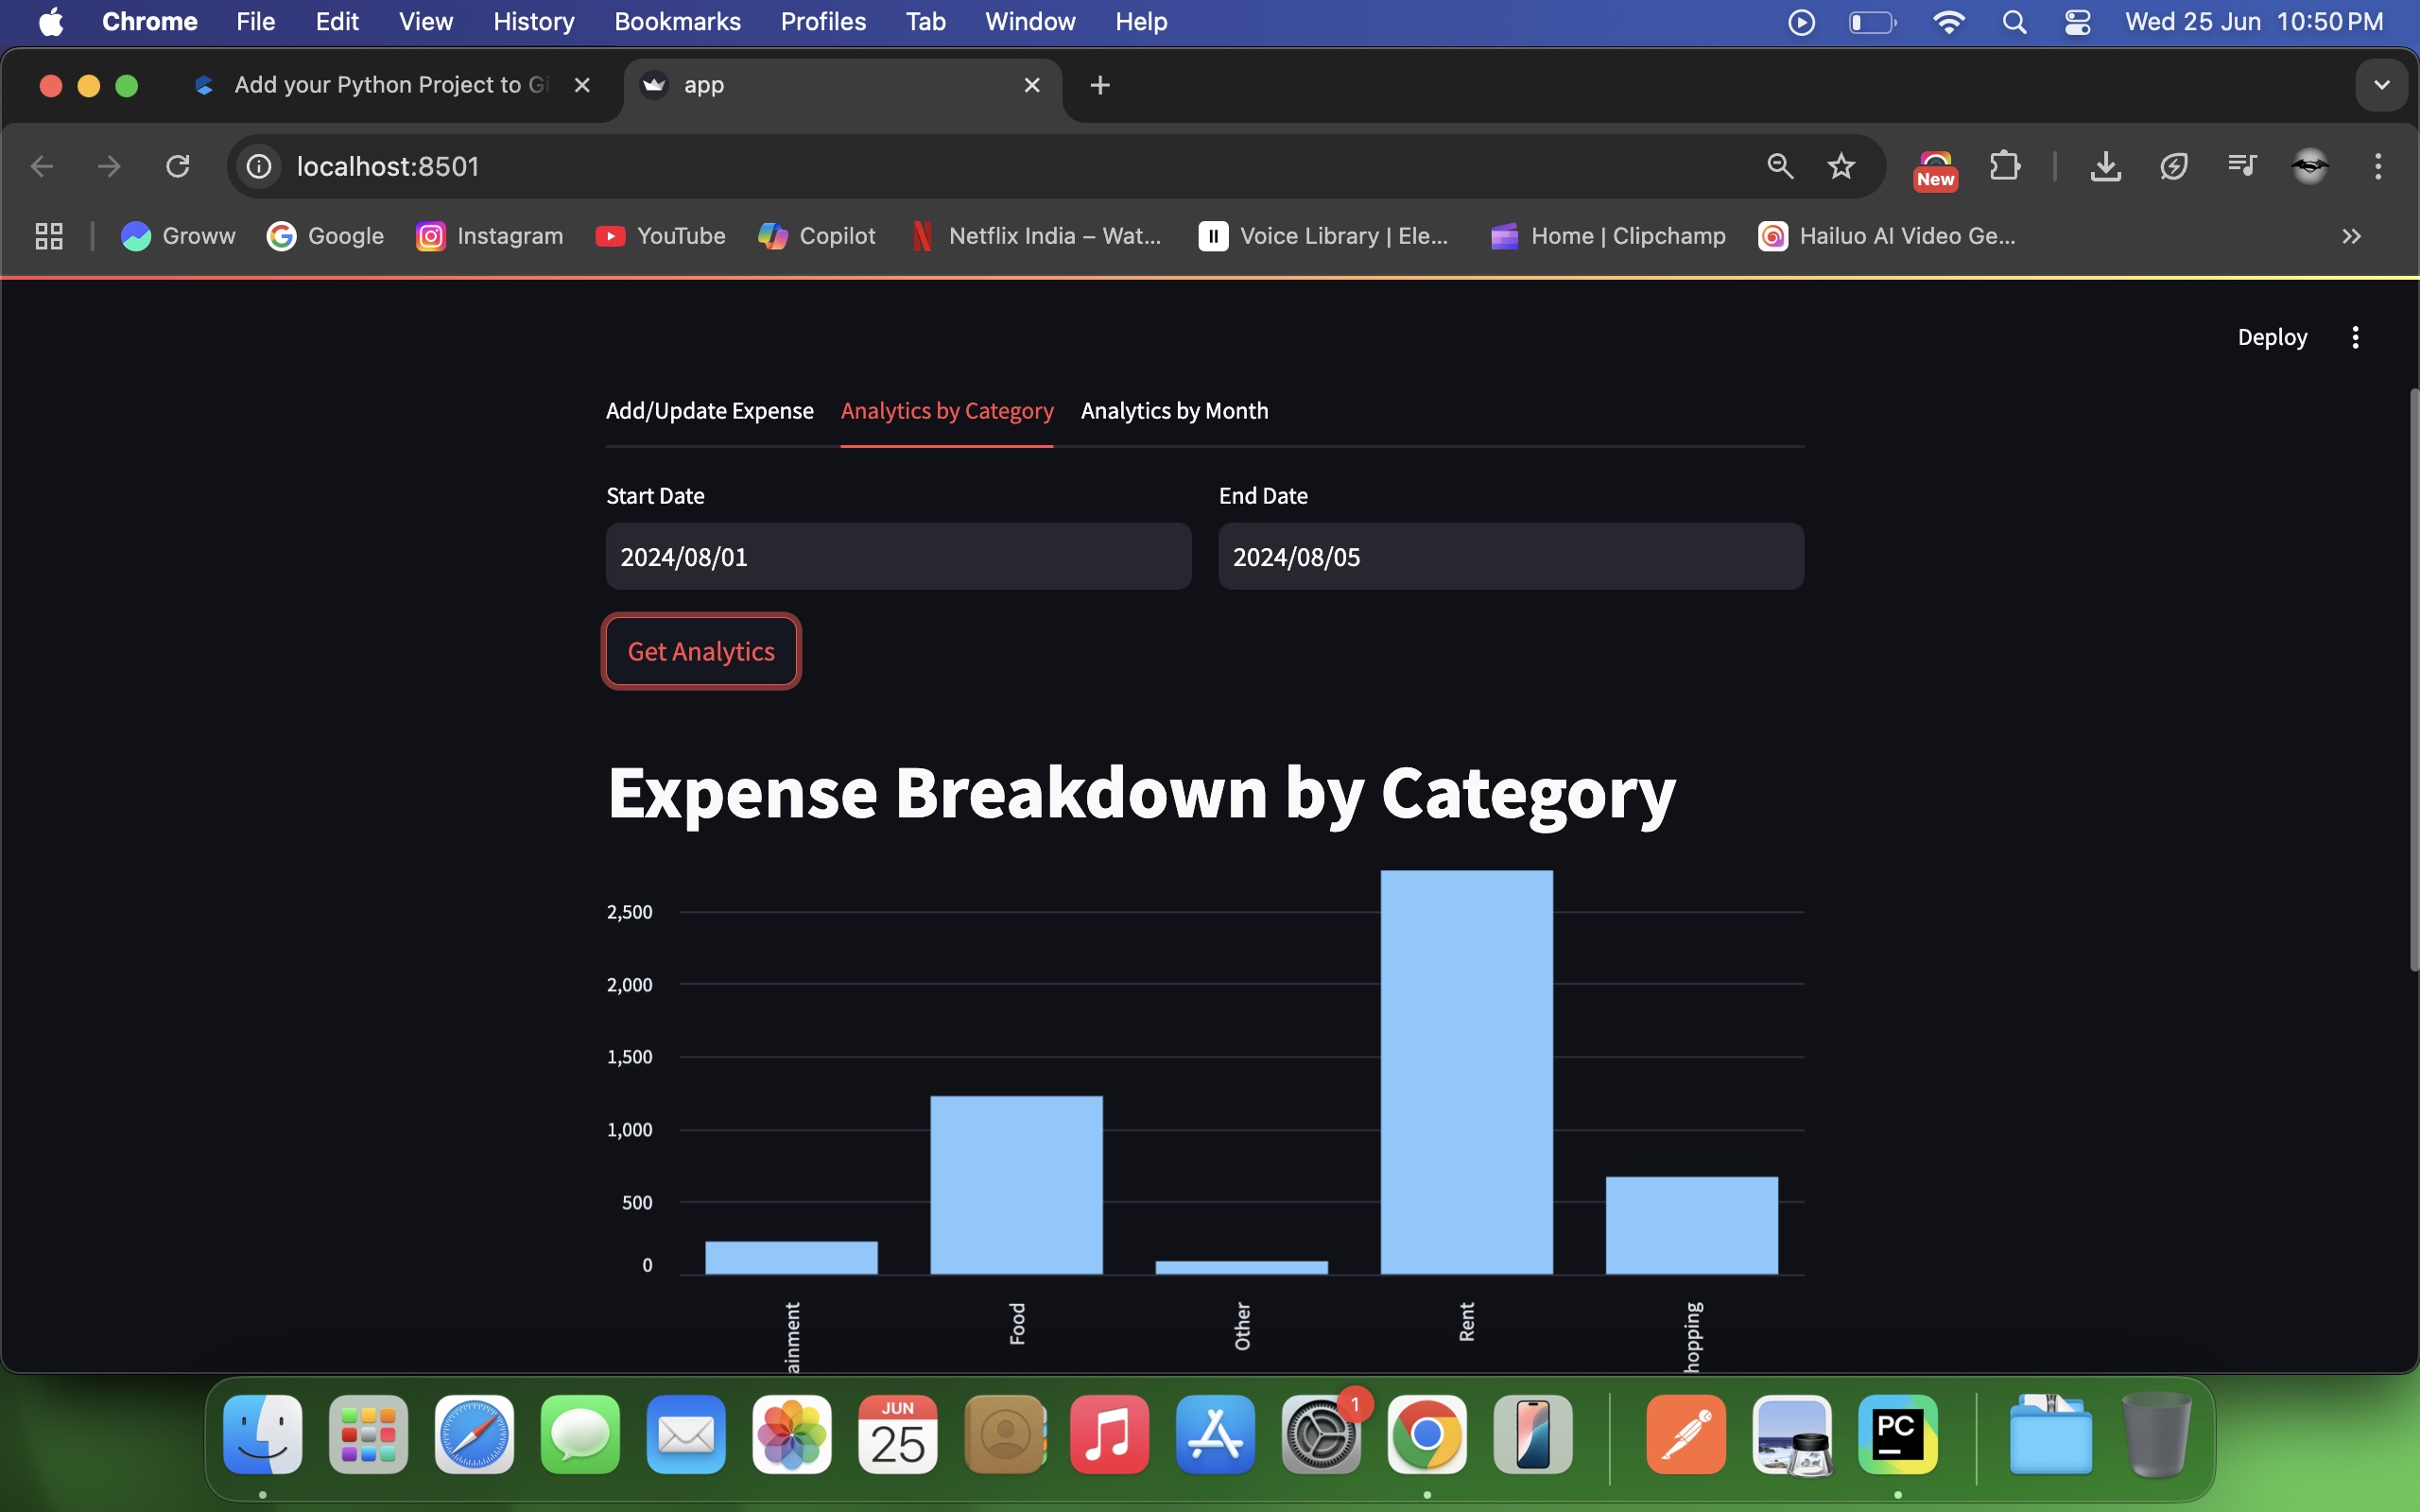 Chrome File Edit View History Bookmarks Profiles Tab Window Help Wed 25 Jun 10:50 PM
Add your Python Project to Gi app
localhost:8501 New
Groww Google Instagram YouTube Copilot Netflix India – Wat... Voice Library | Ele... Home | Clipchamp Hailuo AI Video Ge...
Deploy
Add/Update Expense Analytics by Category Analytics by Month
Start Date End Date
2024/08/01 2024/08/05
Get Analytics
Expense Breakdown by Category
2,500
2,000
1,500
1,000
500
0
ainment Food Other Rent hopping
JUN 1
25 PC